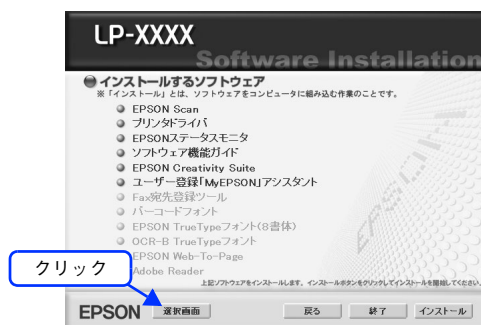 LP-XXXX
Software Installation
インストールするソフトウェア
※「インストール」とは、ソフトウェアをコンピュータに組み込む作業のことです。
EPSON Scan
プリンタドライバ
EPSONステータスモニタ
ソフトウェア機能ガイド
EPSON Creativity Suite
ユーザー登録「MyEPSON」アシスタント
Fax宛先登録ツール
バーコードフォント
EPSON TrueTypeフォント(8書体)
OCR-B TrueTypeフォント
EPSON Web-To-Page
Adobe Reader
クリック
上記ソフトウェアをインストールします。インストールボタンをクリックしてインストールを開始してください。
EPSON 選択画面 戻る 終了 インストール
EPSON